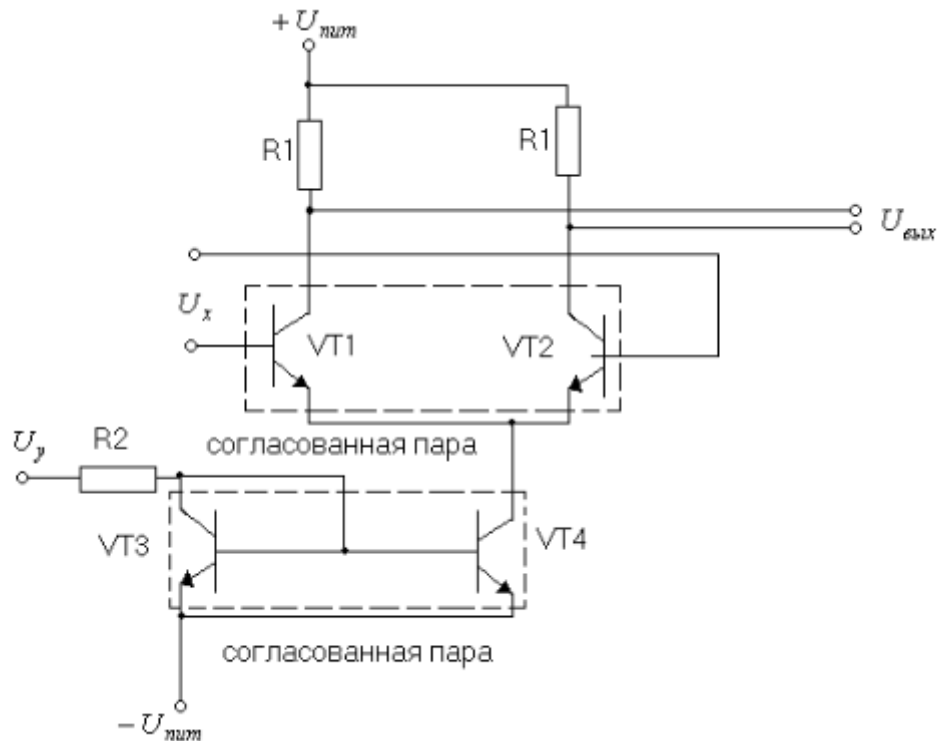 +U пит
R1
R1
U вых
U x
VT1
VT2
согласованная пара
U y
R2
VT3
VT4
согласованная пара
−U пит